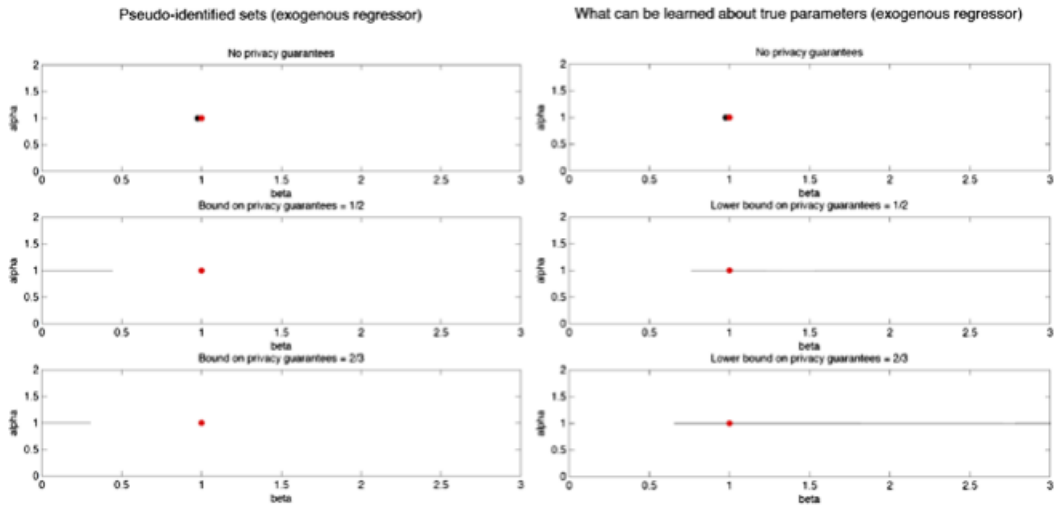 Pseudo-identified sets (exogenous regressor)
No privacy guarantees
2
1.5
1
0.5
0
alpha
0 0.5 1 1.5 2 2.5 3
beta
Bound on privacy guarantees = 1/2
2
1.5
1
0.5
0
alpha
0 0.5 1 1.5 2 2.5 3
beta
Bound on privacy guarantees = 2/3
2
1.5
1
0.5
0
alpha
0 0.5 1 1.5 2 2.5 3
beta
What can be learned about true parameters (exogenous regressor)
No privacy guarantees
2
1.5
1
0.5
0
alpha
0 0.5 1 1.5 2 2.5 3
beta
Lower bound on privacy guarantees = 1/2
2
1.5
1
0.5
0
alpha
0 0.5 1 1.5 2 2.5 3
beta
Lower bound on privacy guarantees = 2/3
2
1.5
1
0.5
0
alpha
0 0.5 1 1.5 2 2.5 3
beta